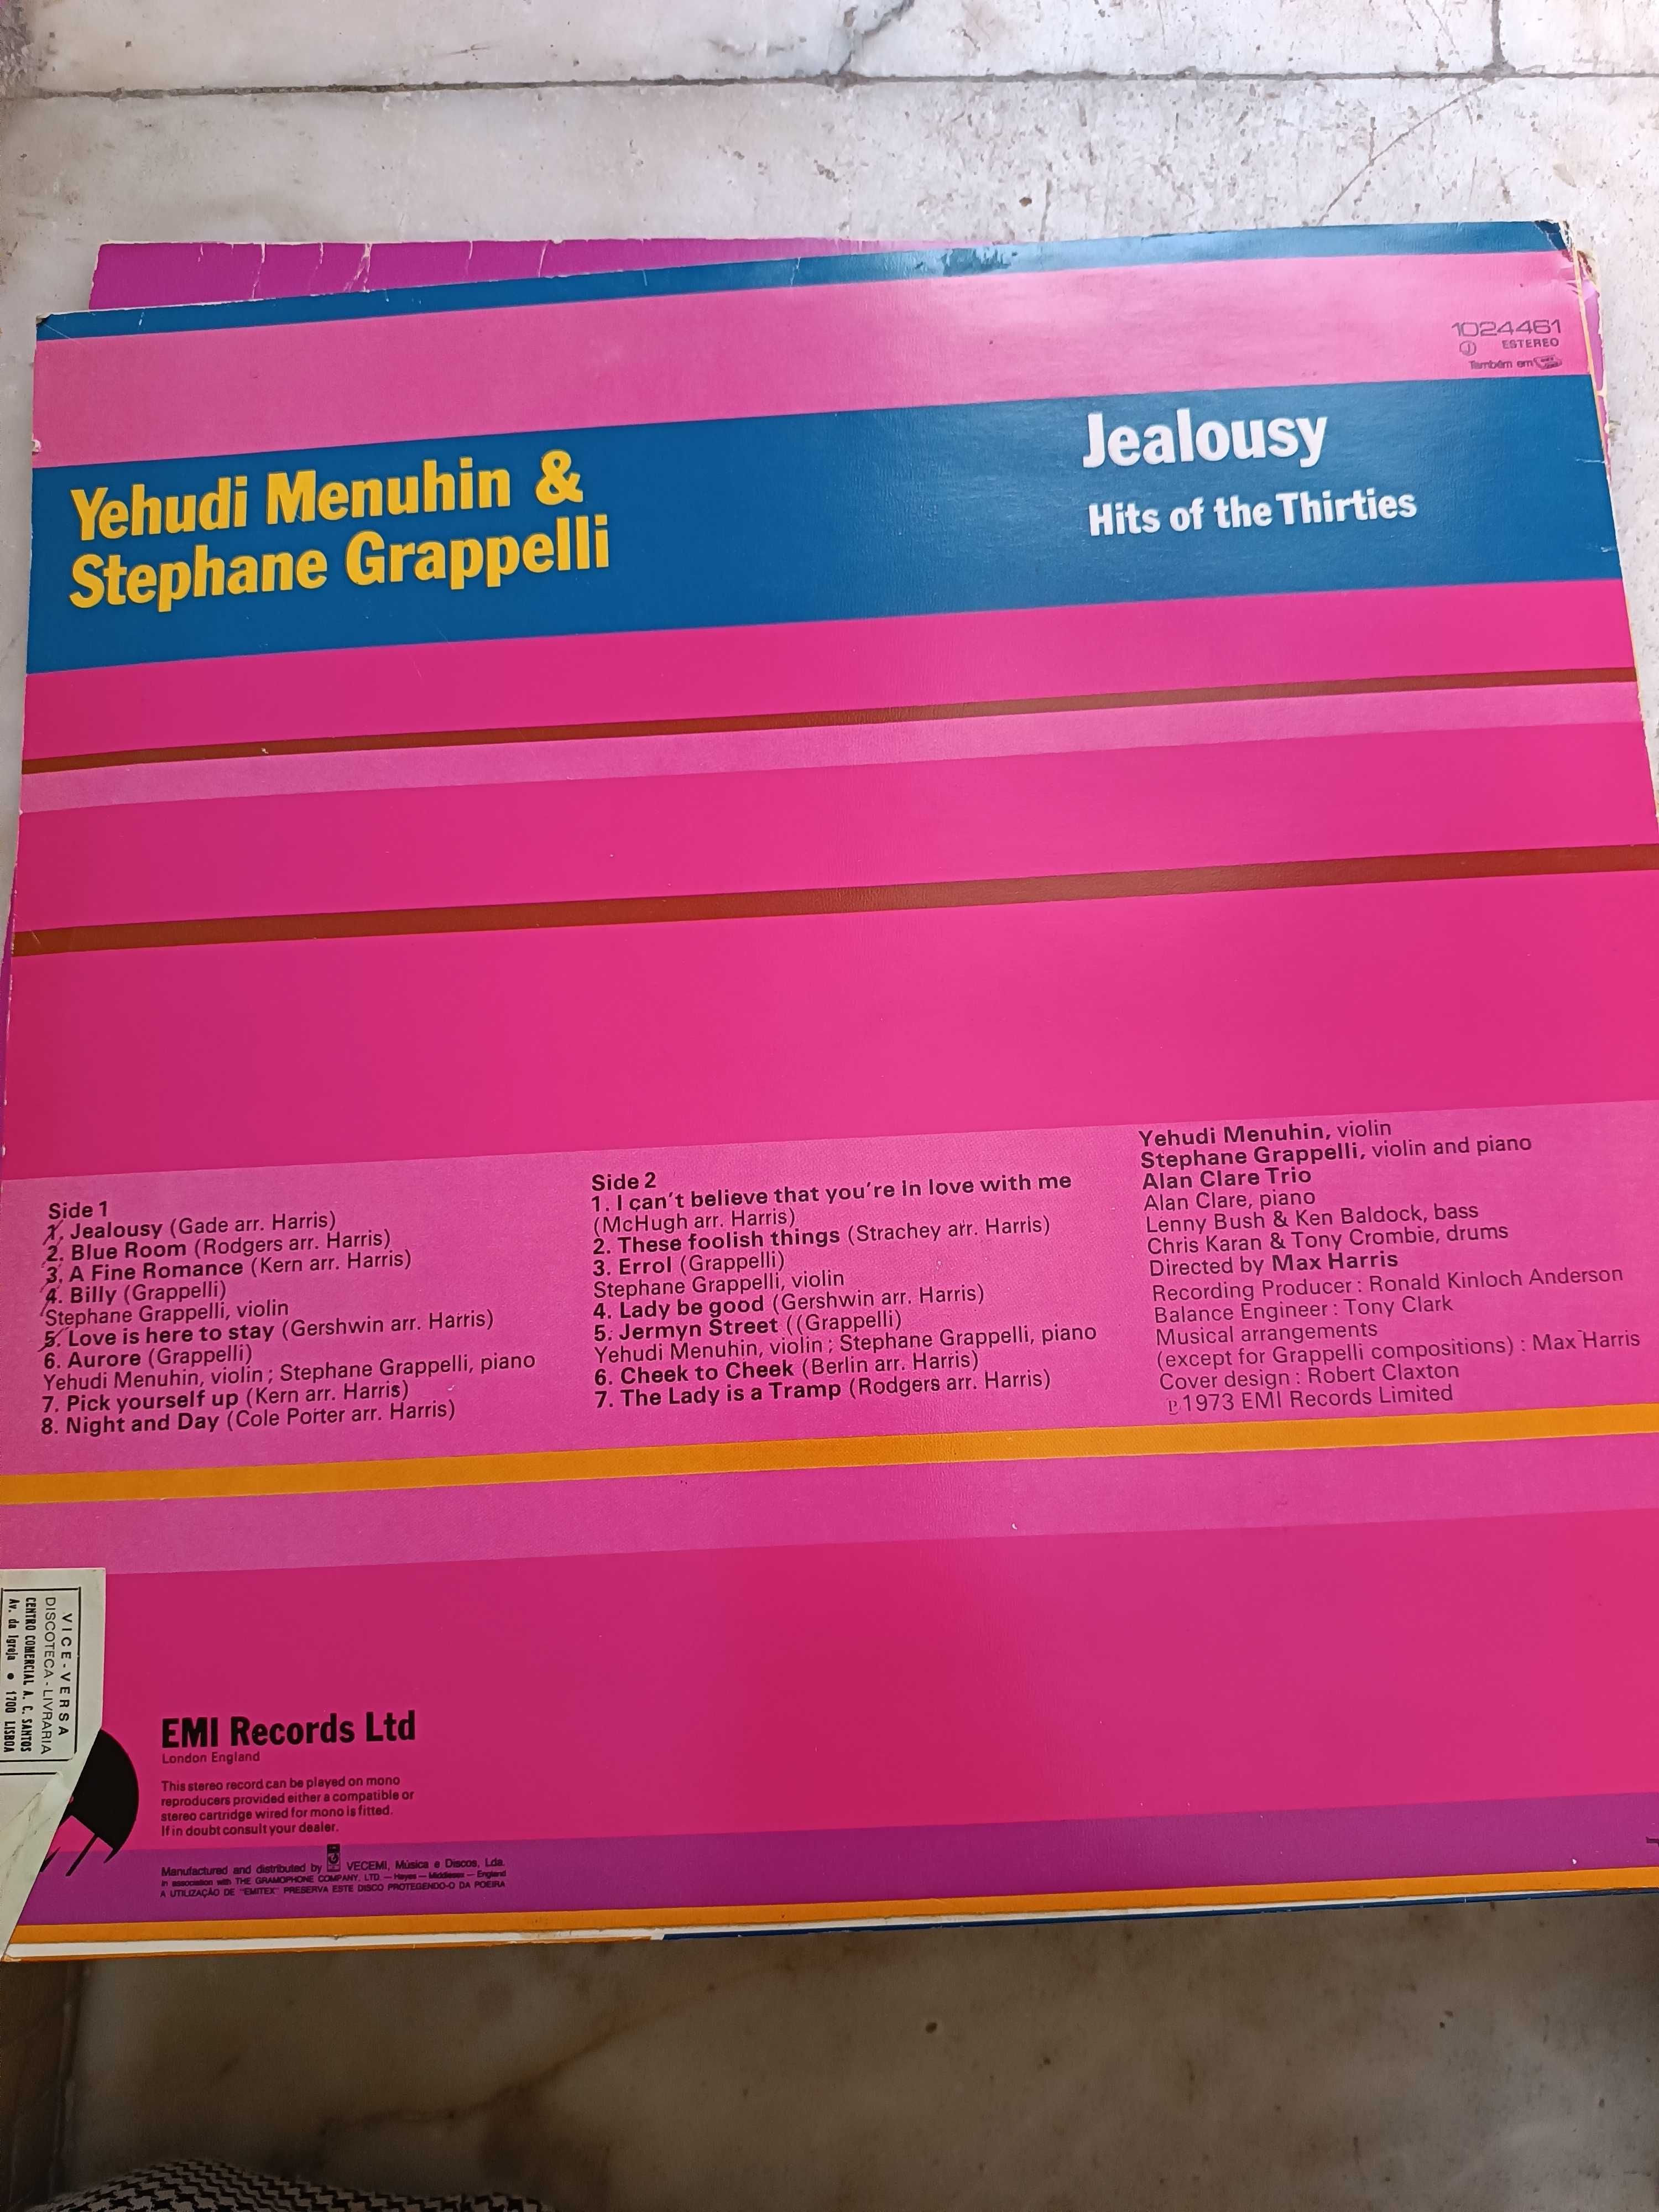 1024461
ESTEREO
Também em
Yehudi Menuhin &
Stephane Grappelli
Jealousy
Hits of the Thirties
Side 1
1. Jealousy (Gade arr. Harris)
2. Blue Room (Rodgers arr. Harris)
3. A Fine Romance (Kern arr. Harris)
4. Billy (Grappelli)
Stephane Grappelli, violin
5. Love is here to stay (Gershwin arr. Harris)
6. Aurore (Grappelli)
Yehudi Menuhin, violin ; Stephane Grappelli, piano
7. Pick yourself up (Kern arr. Harris)
8. Night and Day (Cole Porter arr. Harris)
Side 2
1. I can't believe that you're in love with me
(McHugh arr. Harris)
2. These foolish things (Strachey arr. Harris)
3. Errol (Grappelli)
Stephane Grappelli, violin
4. Lady be good (Gershwin arr. Harris)
5. Jermyn Street ((Grappelli)
Yehudi Menuhin, violin ; Stephane Grappelli, piano
6. Cheek to Cheek (Berlin arr. Harris)
7. The Lady is a Tramp (Rodgers arr. Harris)
Yehudi Menuhin, violin
Stephane Grappelli, violin and piano
Alan Clare Trio
Alan Clare, piano
Lenny Bush & Ken Baldock, bass
Chris Karan & Tony Crombie, drums
Directed by Max Harris
Recording Producer : Ronald Kinloch Anderson
Balance Engineer : Tony Clark
Musical arrangements
(except for Grappelli compositions) : Max Harris
Cover design : Robert Claxton
℗ 1973 EMI Records Limited
VICE-VERSA
DISCOTECA - LIVRARIA
CENTRO COMERCIAL A. C. SANTOS
Av. da Igreja • 1700 LISBOA
EMI Records Ltd
London England
This stereo record can be played on mono
reproducers provided either a compatible or
stereo cartridge wired for mono is fitted.
If in doubt consult your dealer.
Manufactured and distributed by VECEMI, Música e Discos, Lda.
In association with THE GRAMOPHONE COMPANY, LTD. — Hayes — Middlesex — England
A UTILIZAÇÃO DE "EMITEX" PRESERVA ESTE DISCO PROTEGENDO-O DA POEIRA